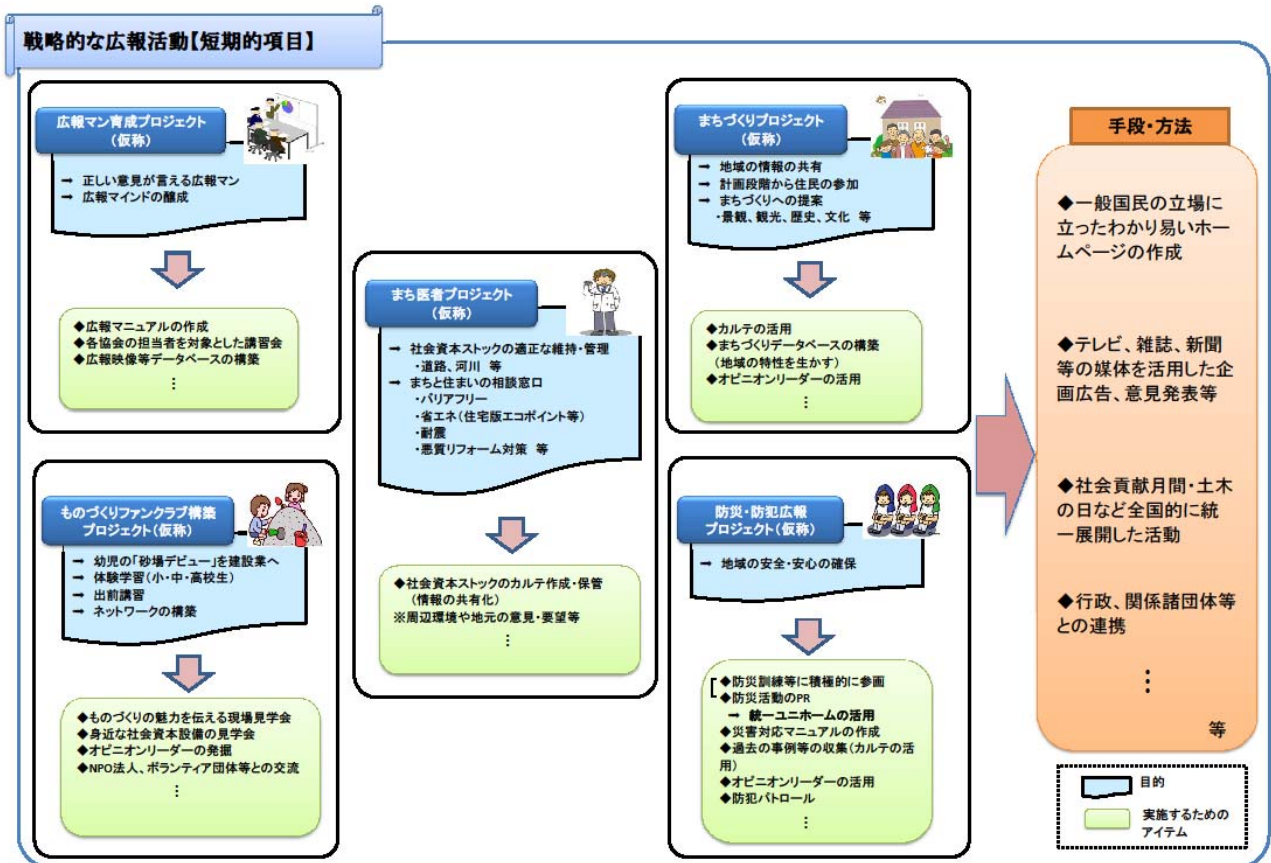 戦略的な広報活動【短期的項目】
広報マン育成プロジェクト
(仮称)
→ 正しい意見が言える広報マン
→ 広報マインドの醸成
◆広報マニュアルの作成
◆各協会の担当者を対象とした講習会
◆広報映像等データベースの構築
⋮
ものづくりファンクラブ構築
プロジェクト(仮称)
→ 幼児の「砂場デビュー」を建設業へ
→ 体験学習(小・中・高校生)
→ 出前講習
→ ネットワークの構築
◆ものづくりの魅力を伝える現場見学会
◆身近な社会資本設備の見学会
◆オピニオンリーダーの発掘
◆NPO法人、ボランティア団体等との交流
⋮
まち医者プロジェクト
(仮称)
→ 社会資本ストックの適正な維持・管理
・道路、河川 等
→ まちと住まいの相談窓口
・バリアフリー
・省エネ(住宅版エコポイント等)
・耐震
・悪質リフォーム対策 等
◆社会資本ストックのカルテ作成・保管
(情報の共有化)
※周辺環境や地元の意見・要望等
⋮
まちづくりプロジェクト
(仮称)
→ 地域の情報の共有
→ 計画段階から住民の参加
→ まちづくりへの提案
・景観、観光、歴史、文化 等
◆カルテの活用
◆まちづくりデータベースの構築
(地域の特性を生かす)
◆オピニオンリーダーの活用
⋮
防災・防犯広報
プロジェクト(仮称)
→ 地域の安全・安心の確保
◆防災訓練等に積極的に参画
◆防災活動のPR
→ 統一ユニホームの活用
◆災害対応マニュアルの作成
◆過去の事例等の収集(カルテの活
用)
◆オピニオンリーダーの活用
◆防犯パトロール
⋮
手段・方法
◆一般国民の立場に
立ったわかり易いホー
ムページの作成
◆テレビ、雑誌、新聞
等の媒体を活用した企
画広告、意見発表等
◆社会貢献月間・土木
の日など全国的に統
一展開した活動
◆行政、関係諸団体等
との連携
⋮
等
目的
実施するための
アイテム